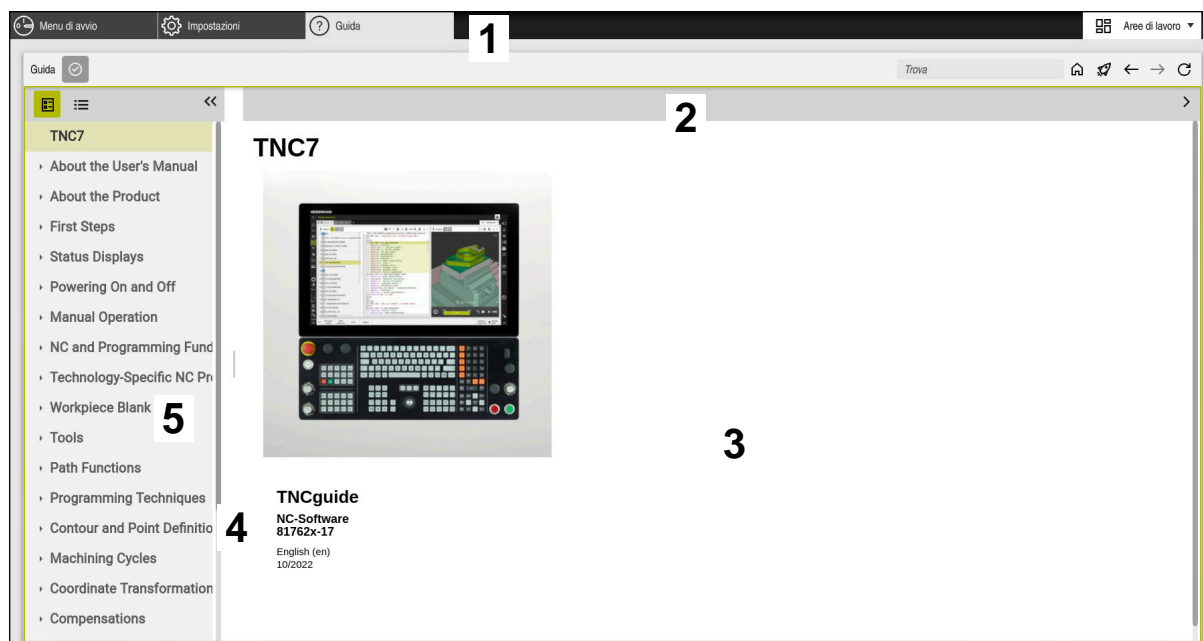 Menu di avvio
Impostazioni
Guida
1
Aree di lavoro
Guida
Trova
2
TNC7
About the User's Manual
About the Product
First Steps
Status Displays
Powering On and Off
Manual Operation
NC and Programming Fund
Technology-Specific NC Pr
Workpiece Blank
5
Tools
Path Functions
Programming Techniques
Contour and Point Definitio
Machining Cycles
Coordinate Transformation
Compensations
TNC7
HEIDENHAIN
3
4
TNCguide
NC-Software
81762x-17
English (en)
10/2022